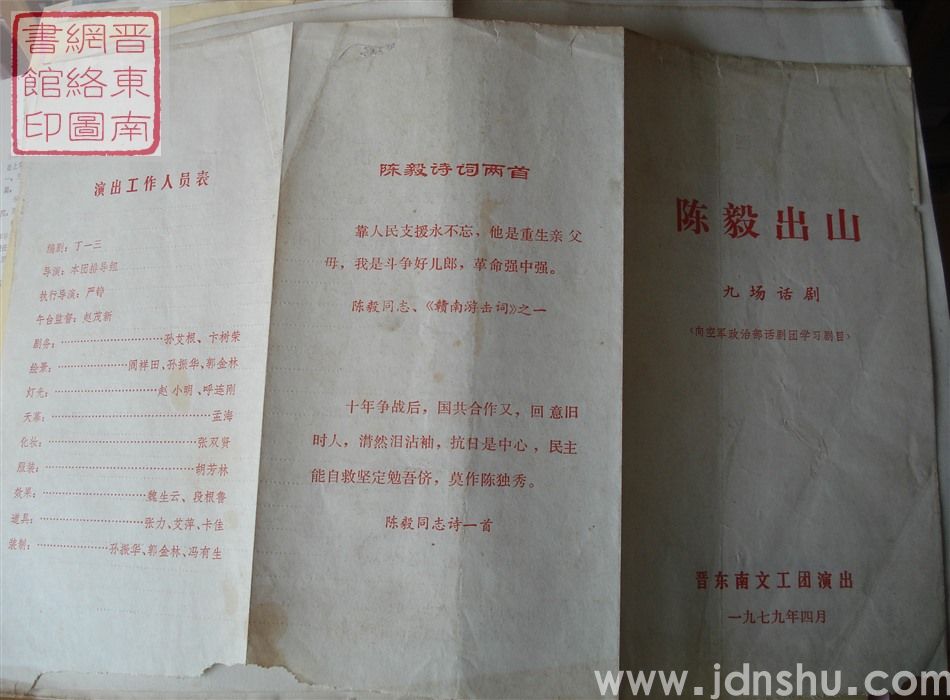 晋東南
網絡圖
書館印
演出工作人员表
编剧：丁一三
导演：本团排导组
执行导演：严铮
午台监督：赵茂新
剧务：孙艾根、卞树荣
绘景：阎祥田、孙振华、郭金林
灯光：赵小明、呼连刚
天幕：孟海
化长：张双贤
服装：胡芳林
效果：魏生云、段根鲁
道具：张力、艾萍、卡佳
装制：孙振华、郭金林、冯有生
陈毅诗词两首
靠人民支援永不忘，他是重生亲父
母，我是斗争好儿郎，革命强中强。
陈毅同志、《赣南游击词》之一
十年争战后，国共合作又，回意旧
时人，潸然泪沾袖，抗日是中心，民主
能自救坚定勉吾侪，莫作陈独秀。
陈毅同志诗一首
陈毅出山
九场话剧
（向空军政治部话剧团学习剧目）
晋东南文工团演出
一九七九年四月
www.jdnshu.com